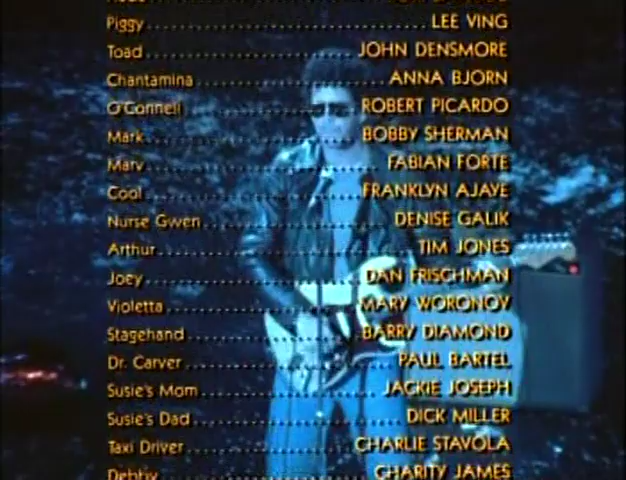 Piggy LEE VING
Toad JOHN DENSMORE
Chantamina ANNA BJORN
O'Connell ROBERT PICARDO
Mark BOBBY SHERMAN
Marv FABIAN FORTE
Cool FRANKLYN AJAYE
Nurse Gwen DENISE GALIK
Arthur TIM JONES
Joey DAN FRISCHMAN
Violetta MARY WORONOV
Stagehand BARRY DIAMOND
Dr. Carver PAUL BARTEL
Susie's Mom JACKIE JOSEPH
Susie's Dad DICK MILLER
Taxi Driver CHARLIE STAVOLA
Debby CHARITY JAMES